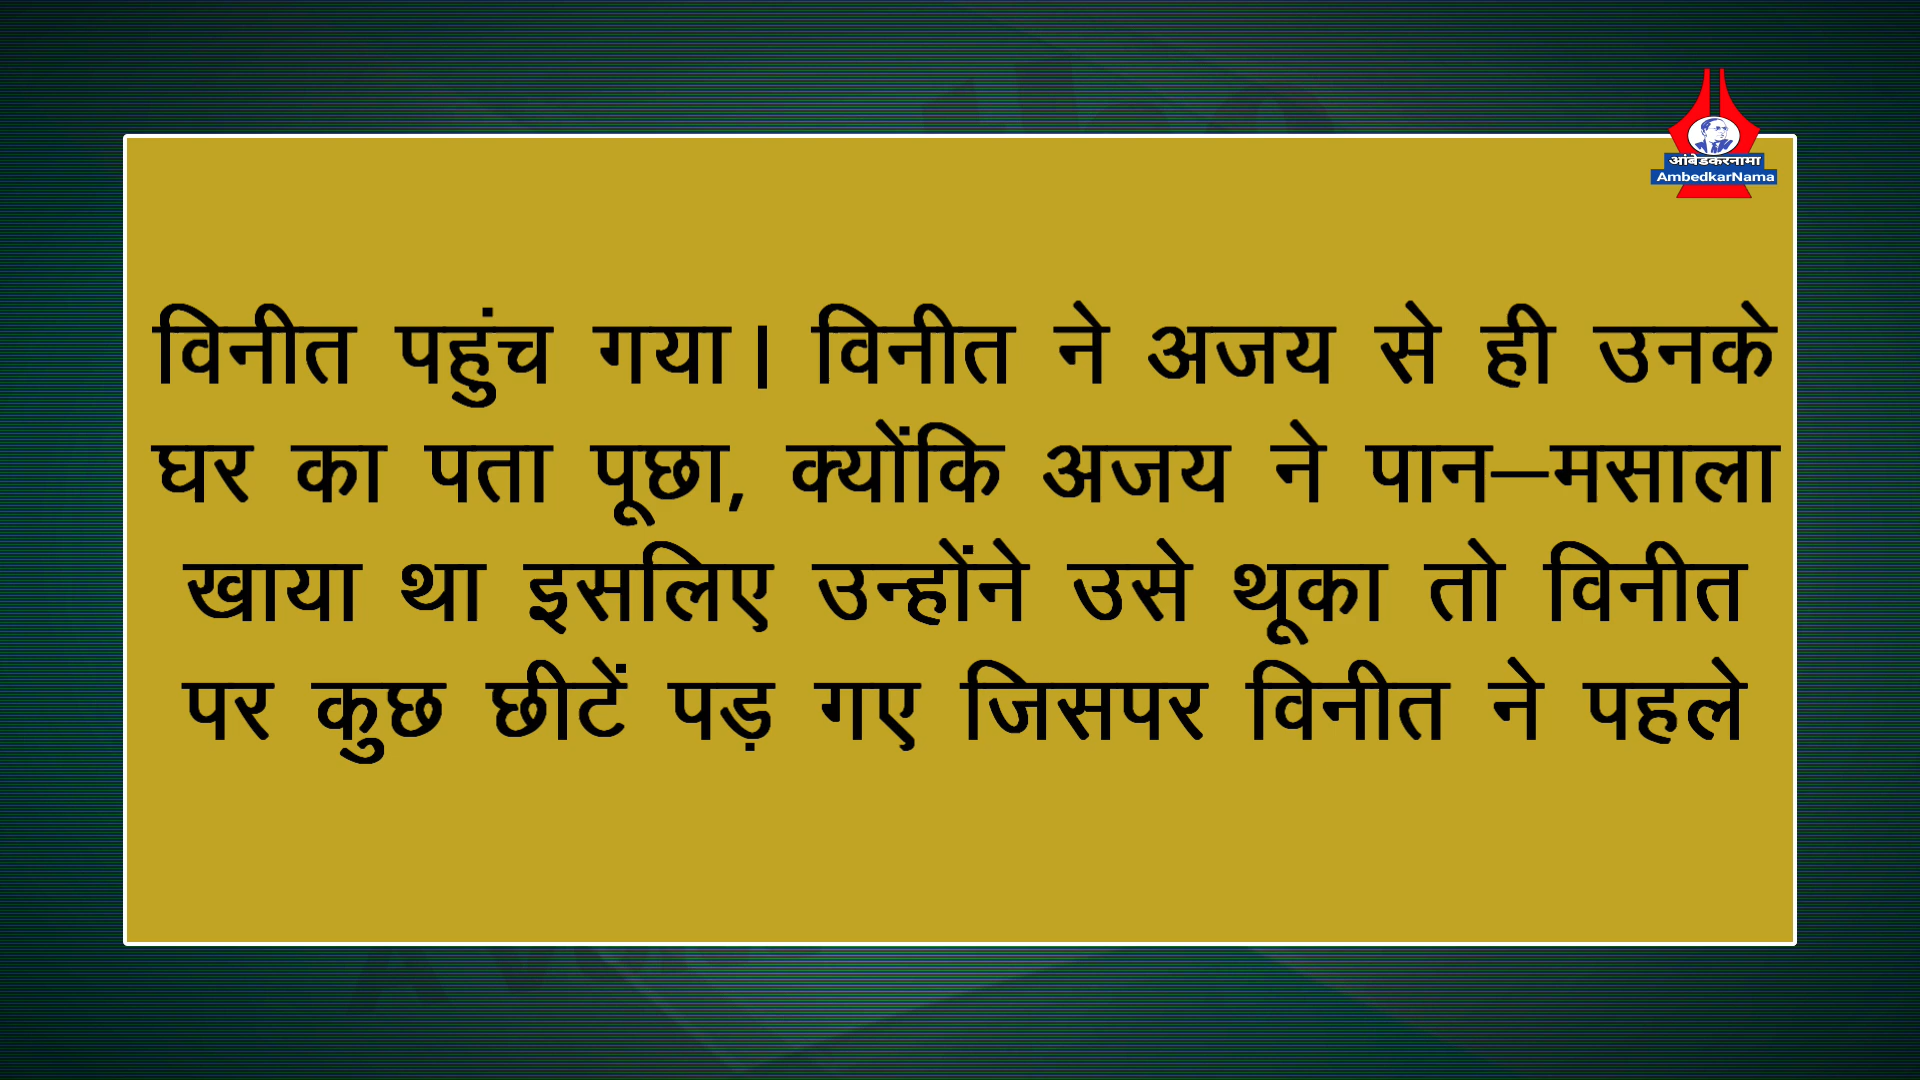 आंबेडकरनामा
AmbedkarNama
विनीत पहुंच गया। विनीत ने अजय से ही उनके
घर का पता पूछा, क्योंकि अजय ने पान–मसाला
खाया था इसलिए उन्होंने उसे थूका तो विनीत
पर कुछ छीटें पड़ गए जिसपर विनीत ने पहले